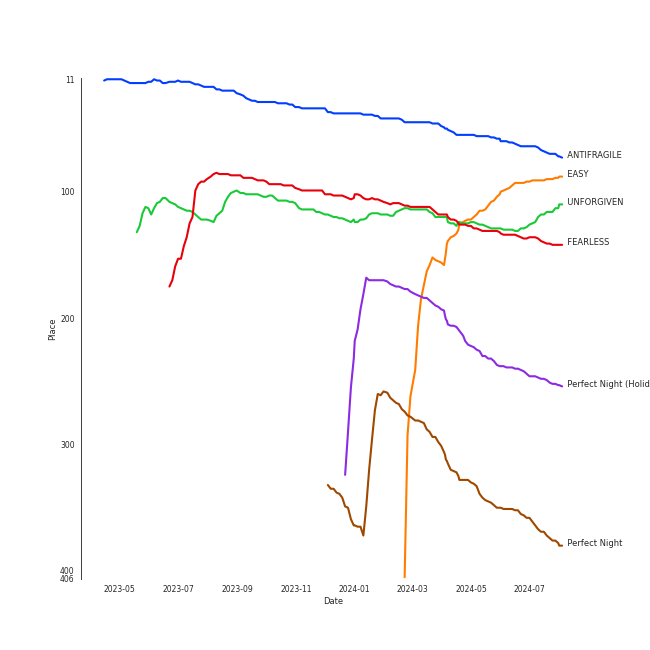 11
100
200
300
400
406
Place
2023-05
2023-07
2023-09
2023-11
2024-01
2024-03
2024-05
2024-07
Date
ANTIFRAGILE
EASY
UNFORGIVEN
FEARLESS
Perfect Night (Holid
Perfect Night